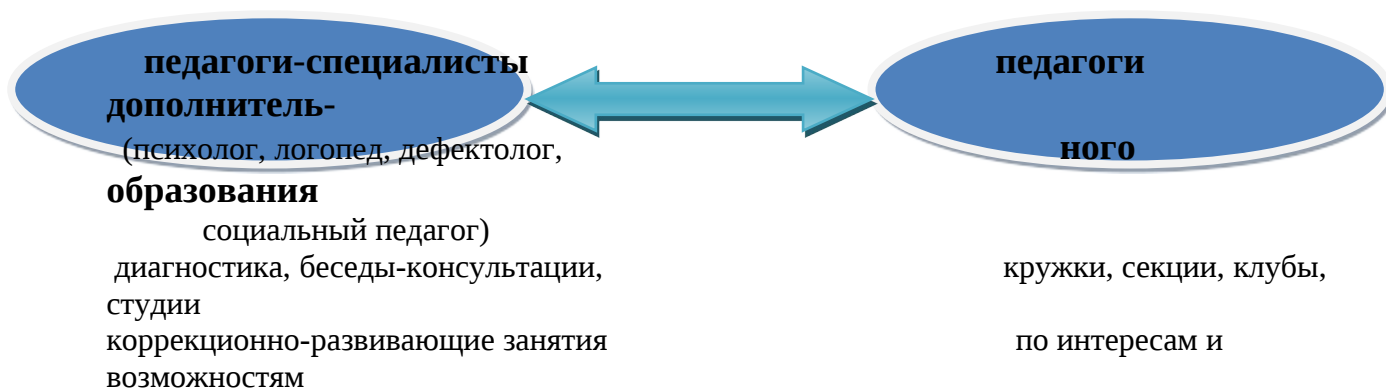 педагоги-специалисты педагоги
дополнитель-
(психолог, логопед, дефектолог, ного
образования
социальный педагог)
диагностика, беседы-консультации, кружки, секции, клубы,
студии
коррекционно-развивающие занятия по интересам и
возможностям